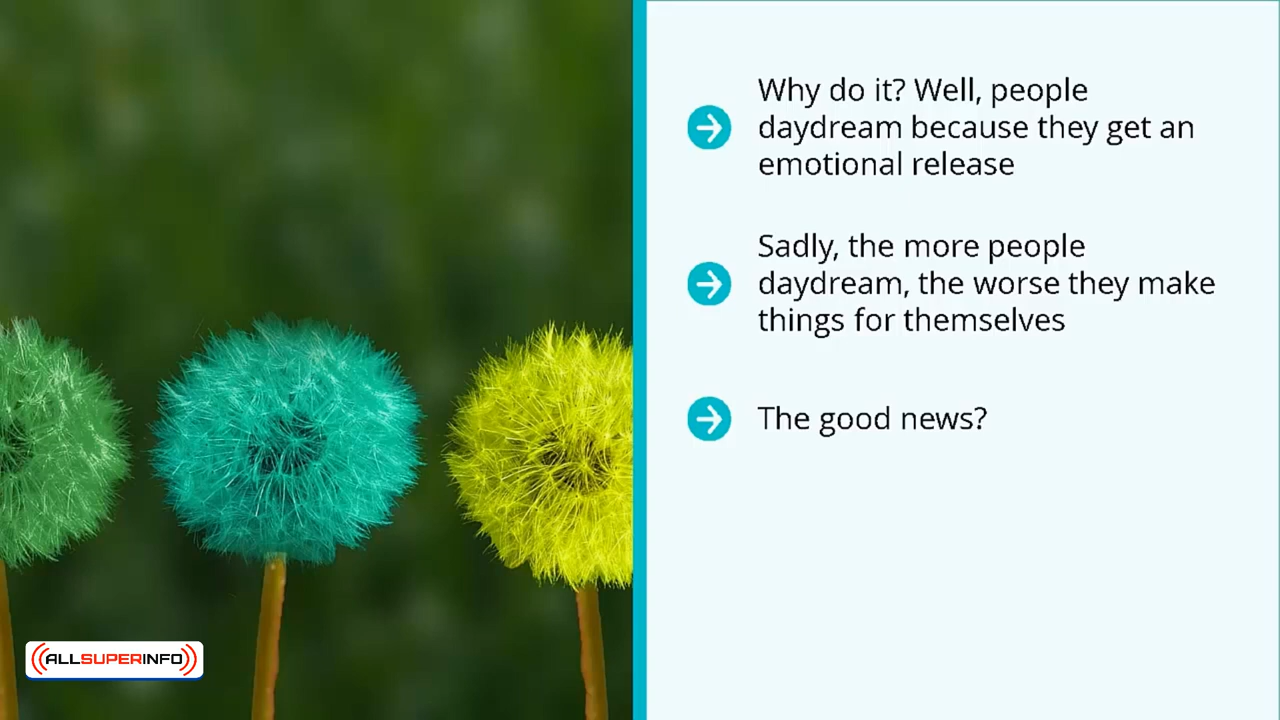 Why do it? Well, people
daydream because they get an
emotional release
Sadly, the more people
daydream, the worse they make
things for themselves
The good news?
ALLSUPERINFO